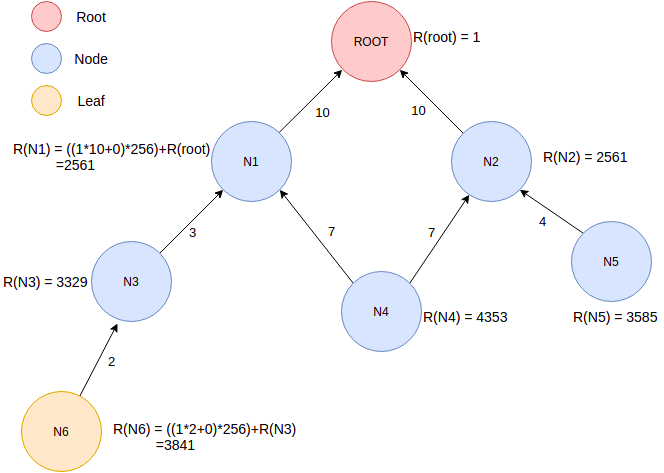 Root
Node
Leaf
ROOT
R(root) = 1
10
10
R(N1) = ((1*10+0)*256)+R(root)
=2561
N1
N2
R(N2) = 2561
3
7
7
4
R(N3) = 3329
N3
N4
R(N4) = 4353
N5
R(N5) = 3585
2
N6
R(N6) = ((1*2+0)*256)+R(N3)
=3841